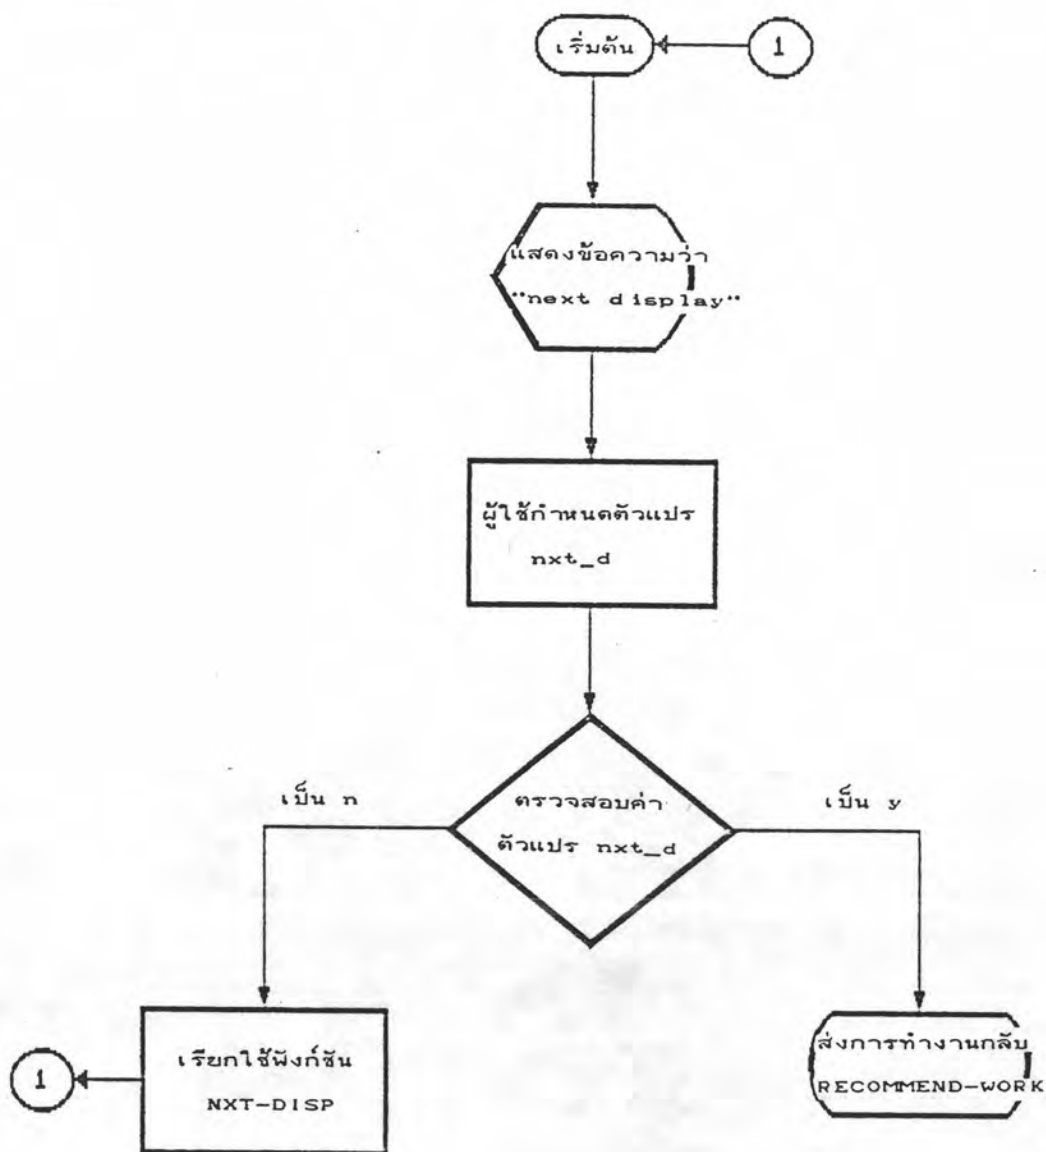 เริ่มต้น
1
แสดงข้อความว่า
"next display"
ผู้ใช้กำหนดตัวแปร
nxt_d
ตรวจสอบค่า
ตัวแปร nxt_d
เป็น n
เป็น y
เรียกใช้ฟังก์ชัน
NXT-DISP
1
ส่งการทำงานกลับ
RECOMMEND-WORK